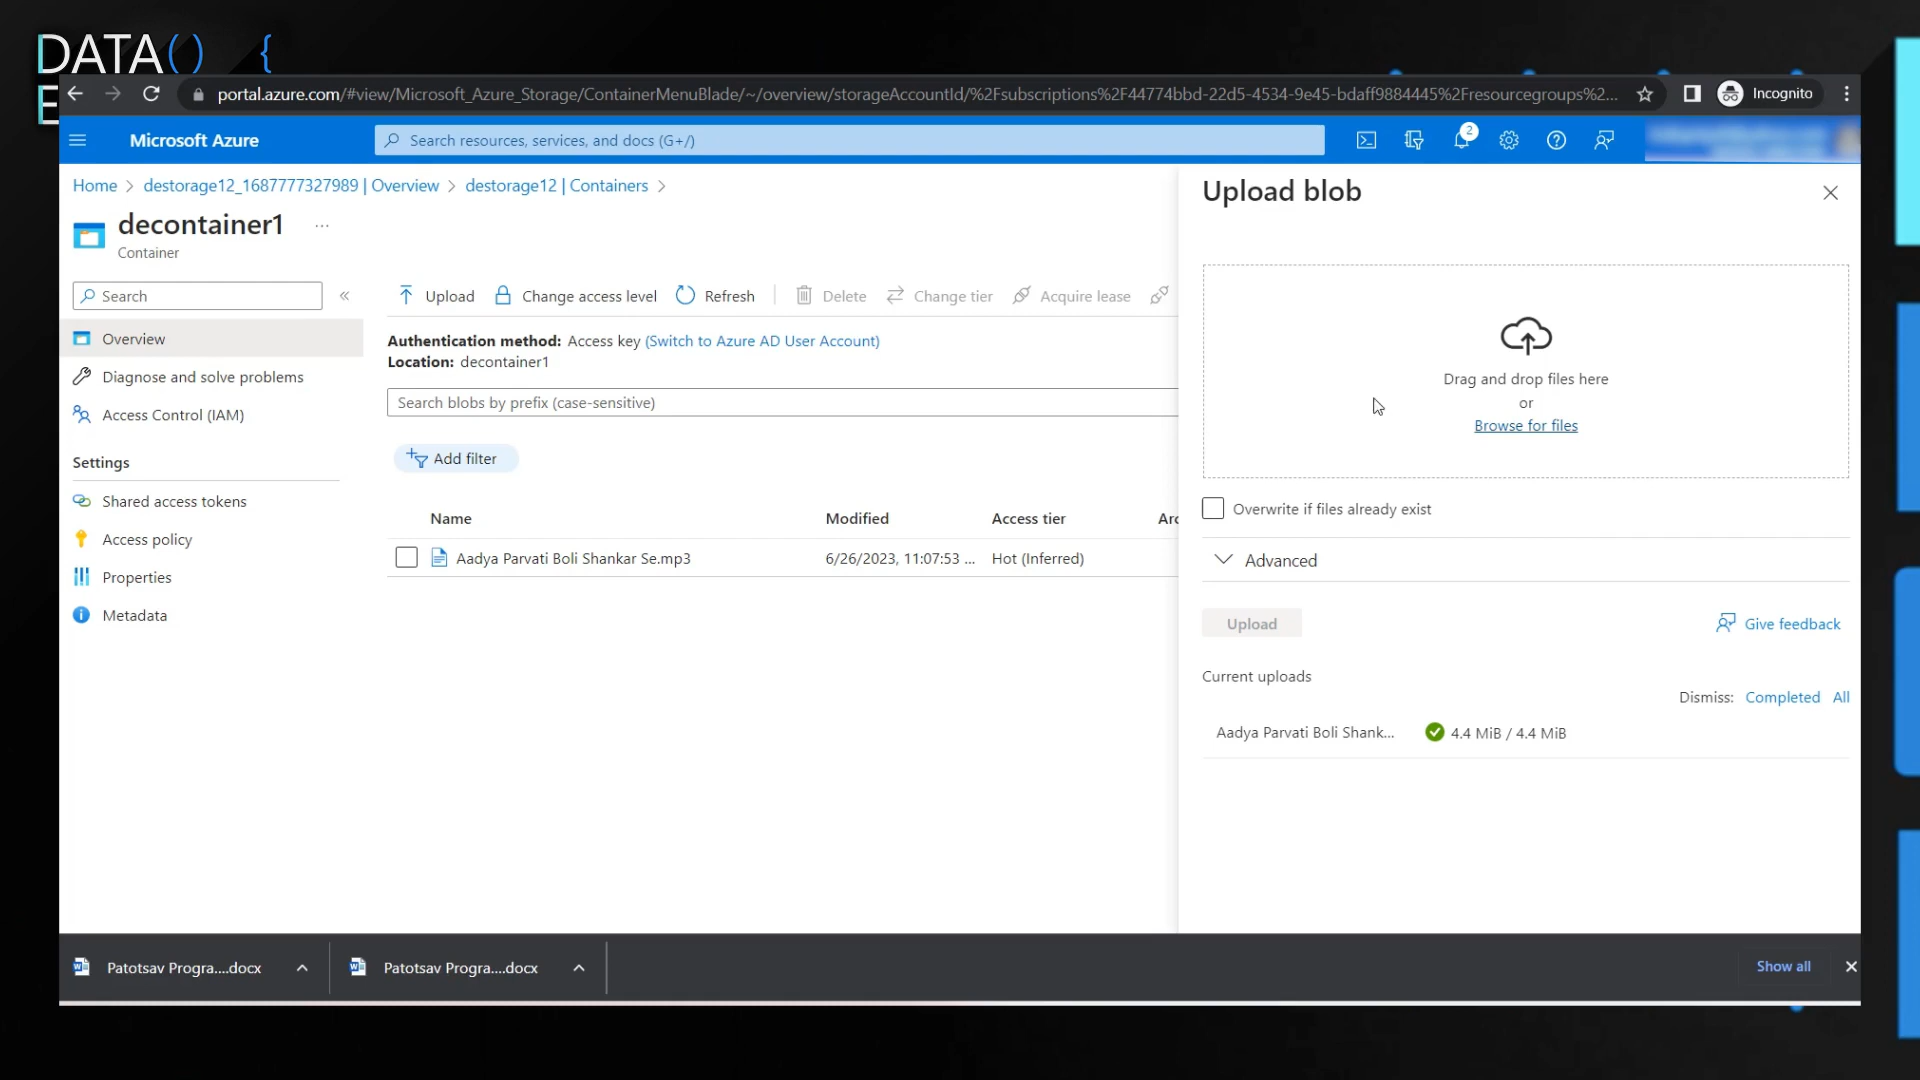 DATA() {
E
portal.azure.com/#view/Microsoft_Azure_Storage/ContainerMenuBlade/~/overview/storageAccountId/%2Fsubscriptions%2F44774bbd-22d5-4534-9e45-bdaff9884445%2Fresourcegroups%2... Incognito
Microsoft Azure Search resources, services, and docs (G+/) 2
Home > destorage12_1687777327989 | Overview > destorage12 | Containers >
decontainer1 ...
Container
Search «
Overview
Diagnose and solve problems
Access Control (IAM)
Settings
Shared access tokens
Access policy
Properties
Metadata
Upload Change access level Refresh Delete Change tier Acquire lease
Authentication method: Access key (Switch to Azure AD User Account)
Location: decontainer1
Search blobs by prefix (case-sensitive)
Add filter
Name Modified Access tier Arc
Aadya Parvati Boli Shankar Se.mp3 6/26/2023, 11:07:53 ... Hot (Inferred)
Upload blob
Drag and drop files here
or
Browse for files
Overwrite if files already exist
Advanced
Upload Give feedback
Current uploads
Dismiss: Completed All
Aadya Parvati Boli Shank... 4.4 MiB / 4.4 MiB
Patotsav Progra....docx Patotsav Progra....docx Show all